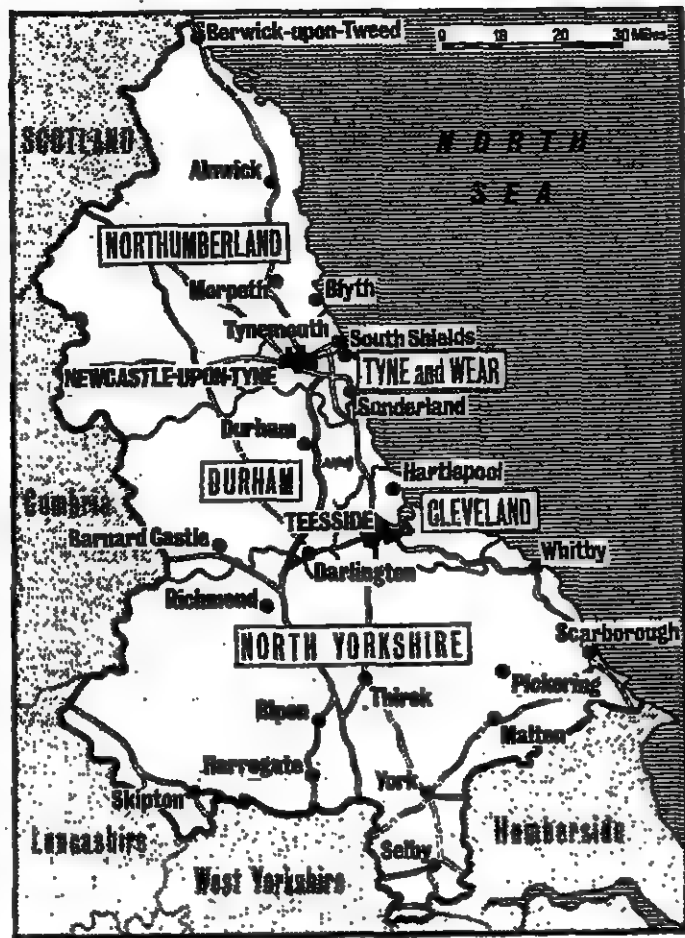 Berwick-upon-Tweed
0 15 30 Miles
SCOTLAND
NORTH
SEA
Alnwick
NORTHUMBERLAND
Morpeth
Blyth
Tynemouth
South Shields
NEWCASTLE-UPON-TYNE
TYNE and WEAR
Sunderland
Durham
DURHAM
Hartlepool
Cumbria
TEESSIDE
CLEVELAND
Barnard Castle
Whitby
Darlington
Richmond
NORTH YORKSHIRE
Scarborough
Pickering
Thirsk
Ripon
Malton
Harrogate
York
Skipton
Lancashire
Humberside
Selby
West Yorkshire